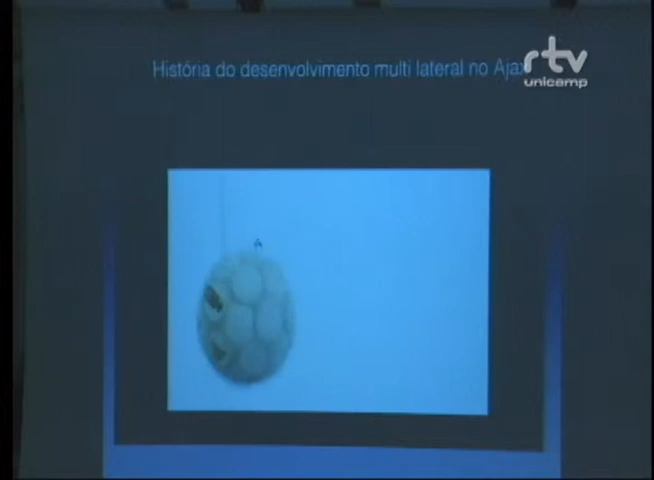 História do desenvolvimento multi lateral no Ajax
rtv
unicamp